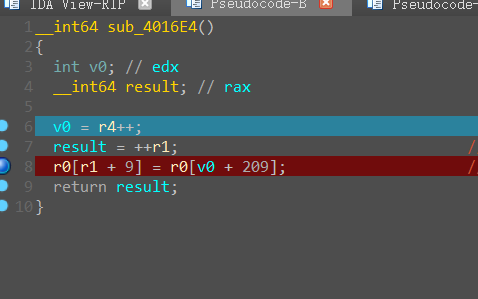 IDA View-RIP Pseudocode-B Pseudocode-
1 __int64 sub_4016E4()
2 {
3 int v0; // edx
4 __int64 result; // rax
5
6 v0 = r4++;
7 result = ++r1; /
8 r0[r1 + 9] = r0[v0 + 209]; /
9 return result;
10 }